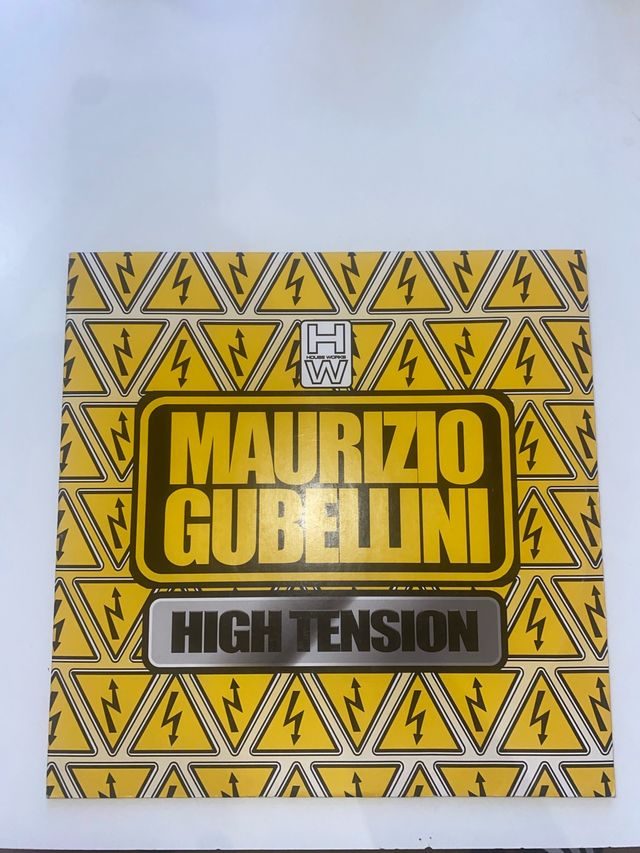 H
HOUSE WORKS
W
MAURIZIO
GUBELLINI
HIGH TENSION